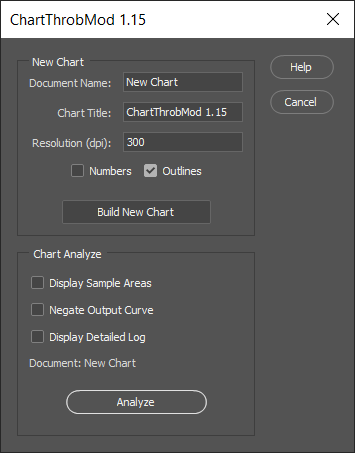 ChartThrobMod 1.15
New Chart
Document Name: New Chart
Chart Title: ChartThrobMod 1.15
Resolution (dpi): 300
Numbers Outlines
Build New Chart
Help
Cancel
Chart Analyze
Display Sample Areas
Negate Output Curve
Display Detailed Log
Document: New Chart
Analyze